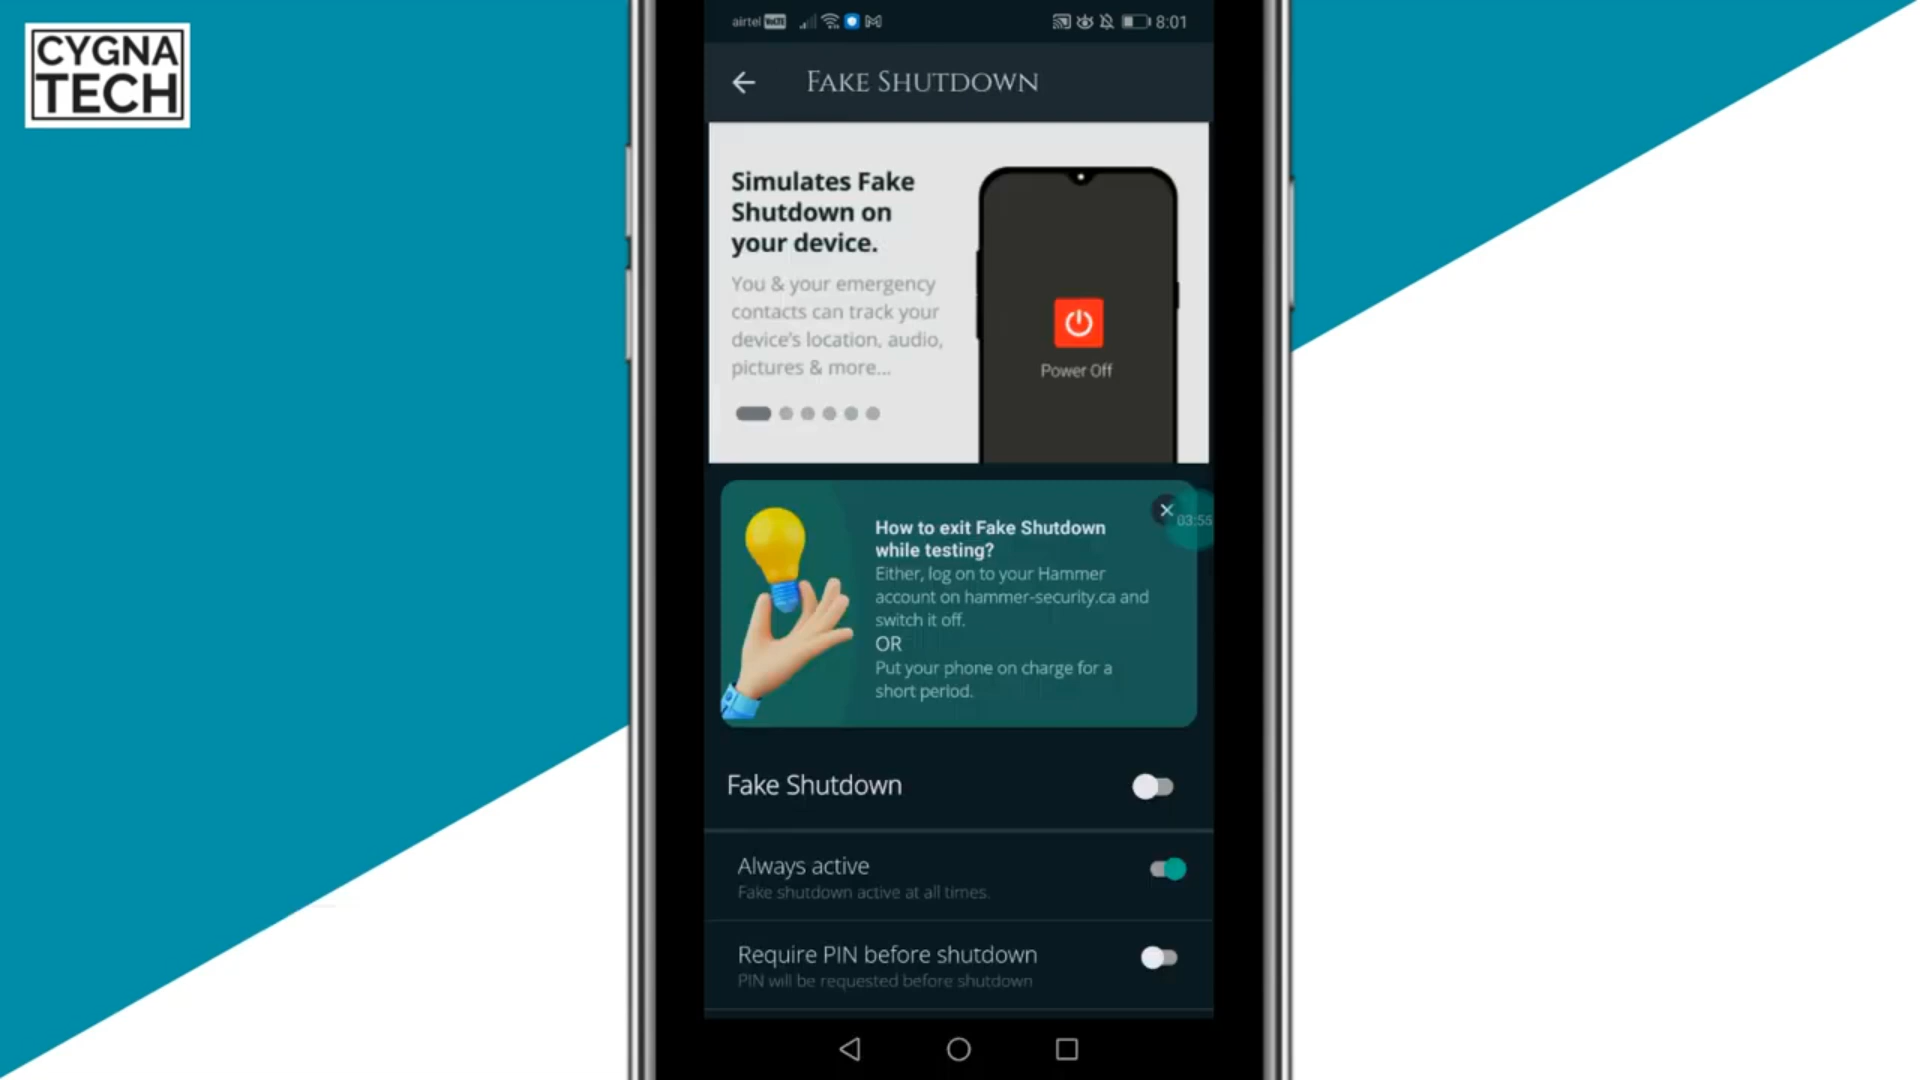 CYGNA
TECH
airtel VoLTE
8:01
FAKE SHUTDOWN
Simulates Fake
Shutdown on
your device.
You & your emergency
contacts can track your
device's location, audio,
pictures & more...
Power Off
03:55
How to exit Fake Shutdown
while testing?
Either, log on to your Hammer
account on hammer-security.ca and
switch it off.
OR
Put your phone on charge for a
short period.
Fake Shutdown
Always active
Fake shutdown active at all times.
Require PIN before shutdown
PIN will be requested before shutdown